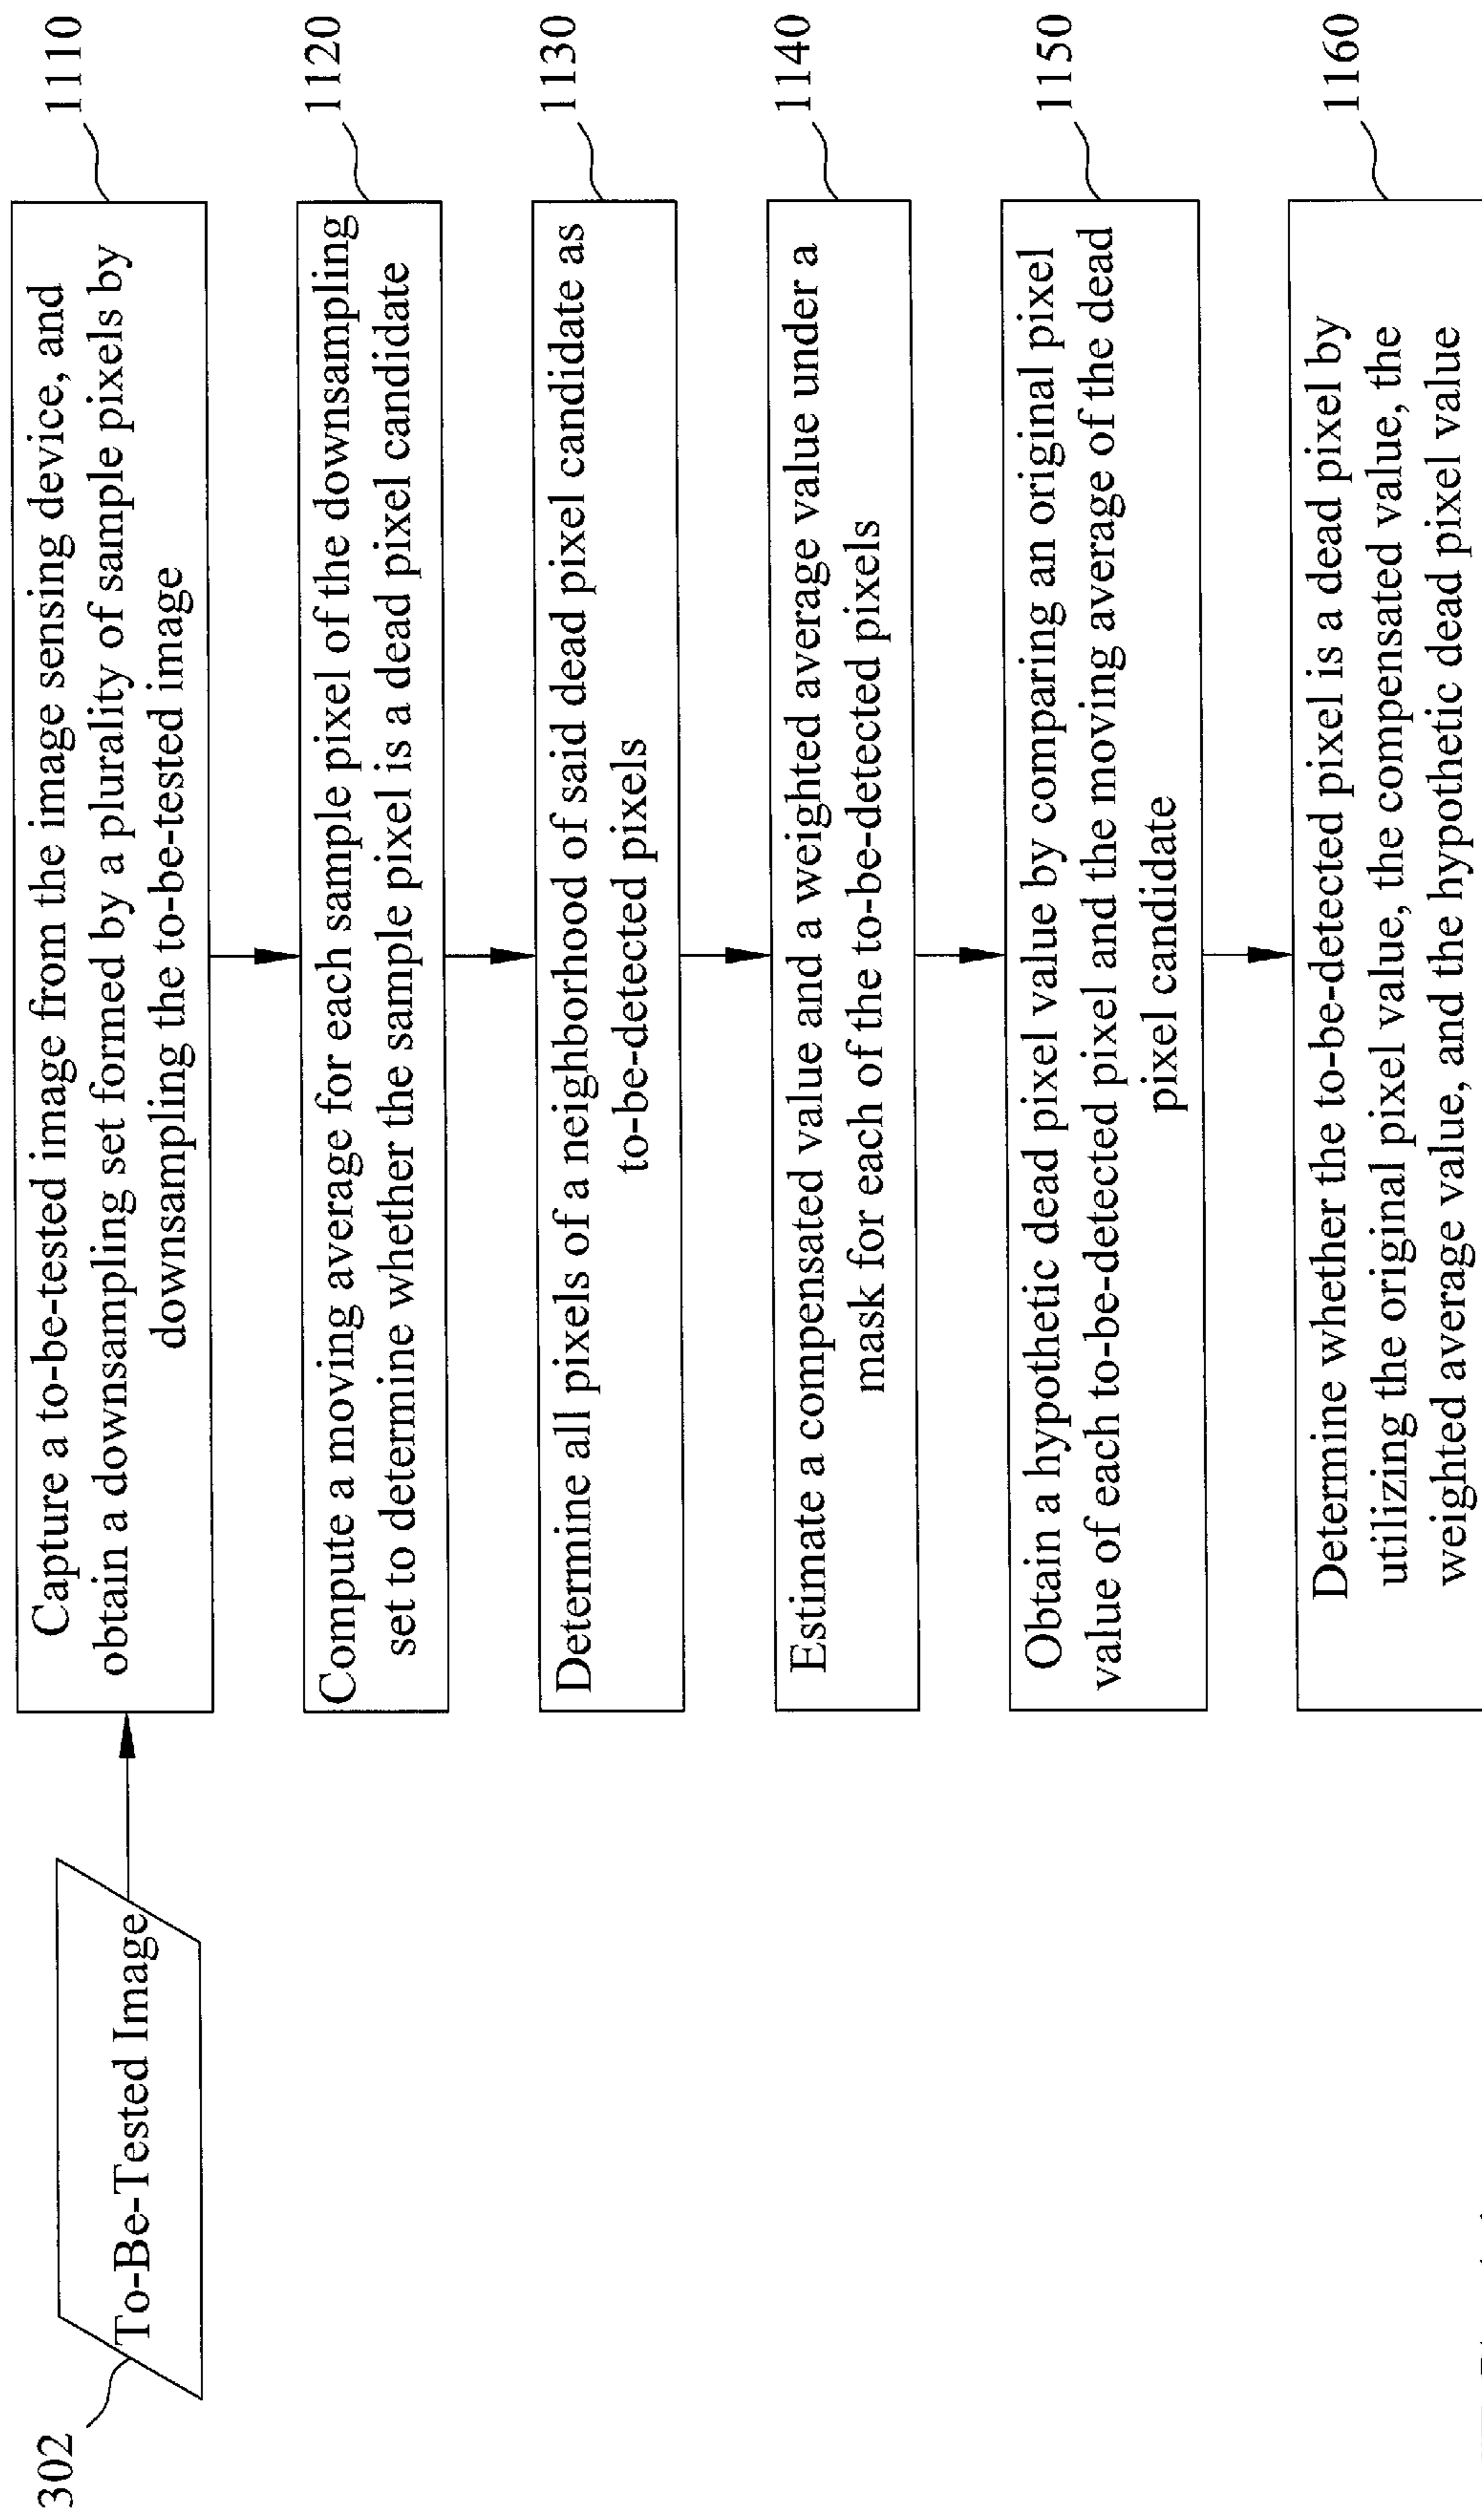 302
To-Be-Tested Image
Capture a to-be-tested image from the image sensing device, and
obtain a downsampling set formed by a plurality of sample pixels by
downsampling the to-be-tested image
1110
Compute a moving average for each sample pixel of the downsampling
set to determine whether the sample pixel is a dead pixel candidate
1120
Determine all pixels of a neighborhood of said dead pixel candidate as
to-be-detected pixels
1130
Estimate a compensated value and a weighted average value under a
mask for each of the to-be-detected pixels
1140
Obtain a hypothetic dead pixel value by comparing an original pixel
value of each to-be-detected pixel and the moving average of the dead
pixel candidate
1150
Determine whether the to-be-detected pixel is a dead pixel by
utilizing the original pixel value, the compensated value, the
weighted average value, and the hypothetic dead pixel value
1160